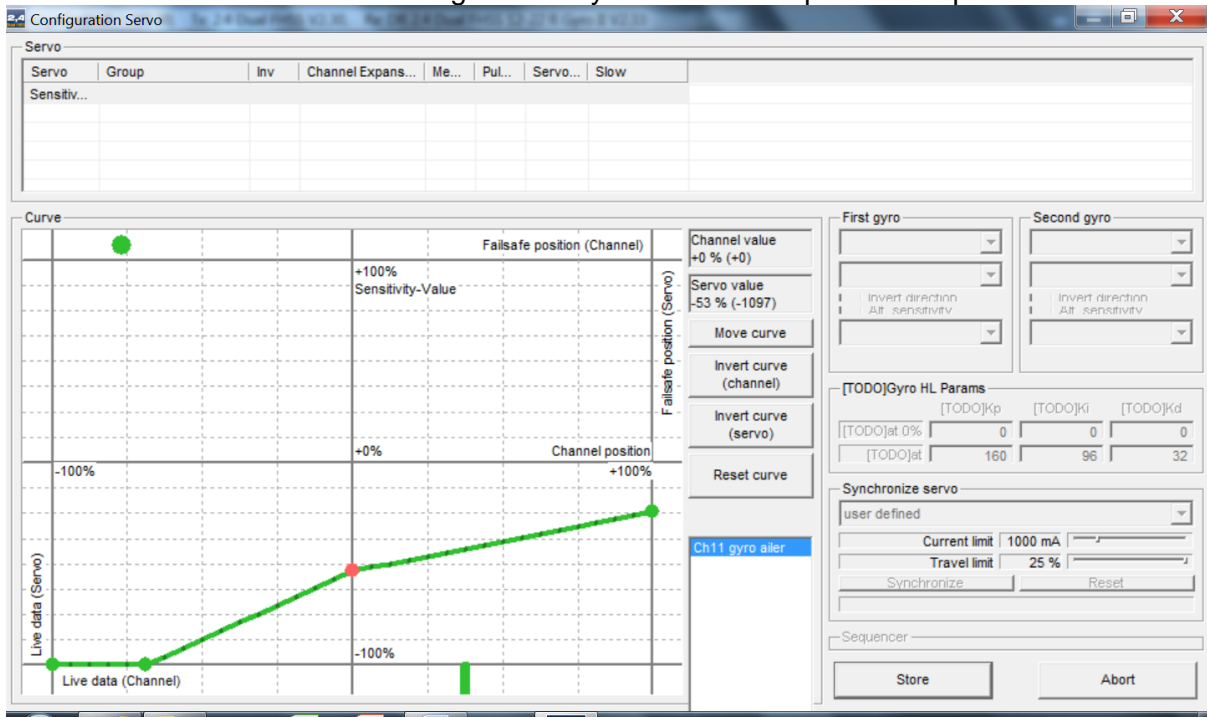 Configuration Servo
Servo
Servo Group Inv Channel Expans... Me... Pul... Servo... Slow
Sensitiv...
Curve
Failsafe position (Channel)
+100%
Sensitivity-Value
Failsafe position (Servo)
+0%
Channel position
-100%
+100%
Live data (Servo)
-100%
Live data (Channel)
Channel value
+0 % (+0)
Servo value
-53 % (-1097)
Move curve
Invert curve
(channel)
Invert curve
(servo)
Reset curve
Ch11 gyro ailer
First gyro
Invert direction
Alt. sensitivity
Second gyro
Invert direction
Alt. sensitivity
[TODO]Gyro HL Params
[TODO]Kp [TODO]Ki [TODO]Kd
[TODO]at 0% 0 0 0
[TODO]at 160 96 32
Synchronize servo
user defined
Current limit 1000 mA
Travel limit 25 %
Synchronize Reset
Sequencer
Store Abort